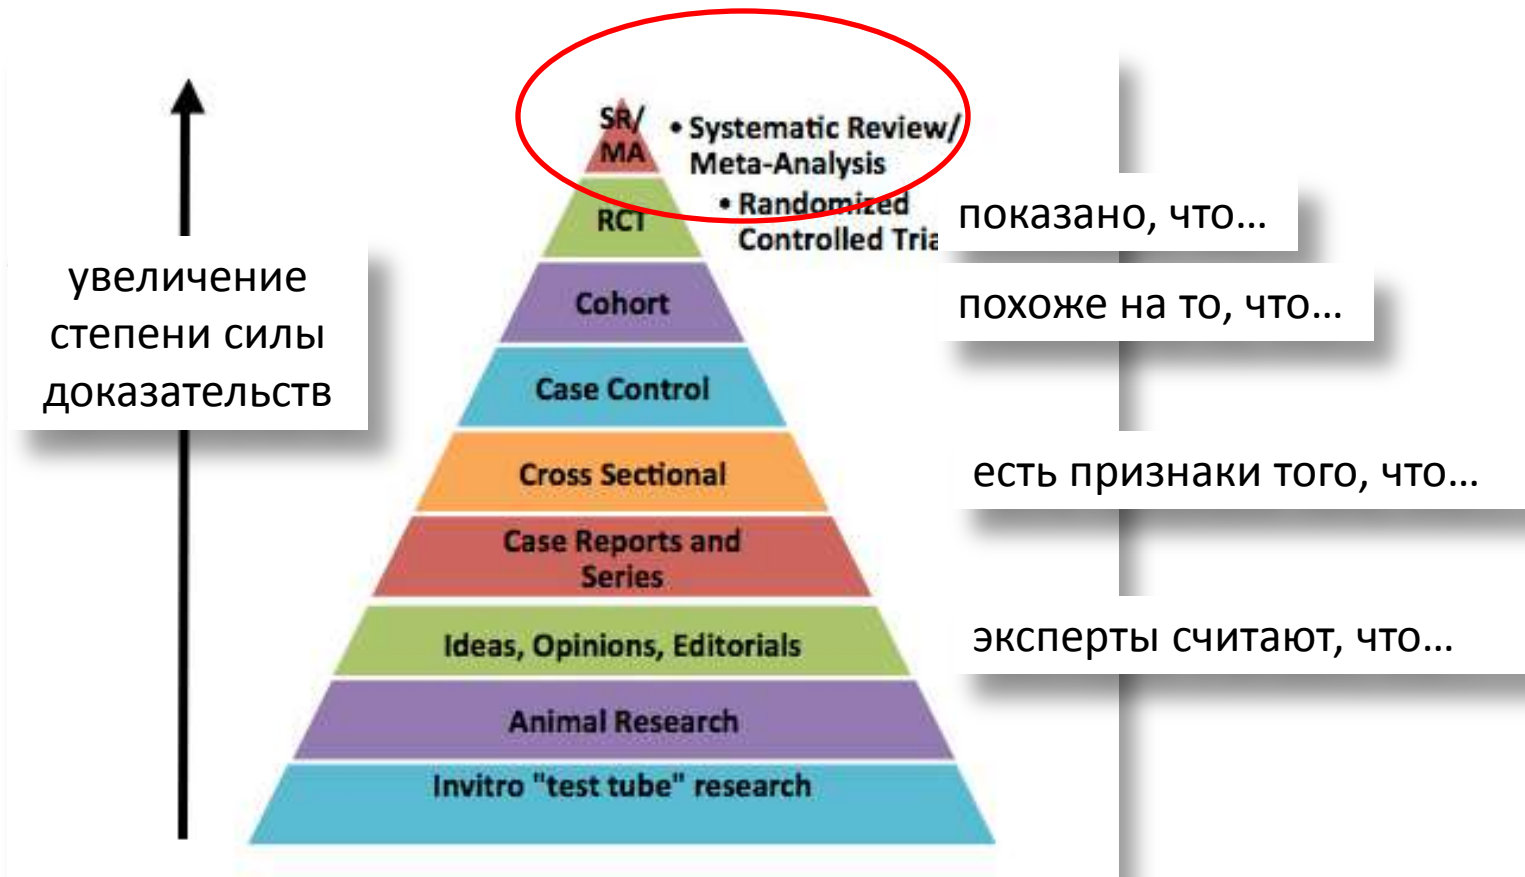 SR/
MA
• Systematic Review/
Meta-Analysis
RCT
• Randomized
Controlled Tria
показано, что...
увеличение
степени силы
доказательств
Cohort
похоже на то, что...
Case Control
Cross Sectional
есть признаки того, что...
Case Reports and
Series
Ideas, Opinions, Editorials
эксперты считают, что...
Animal Research
Invitro "test tube" research